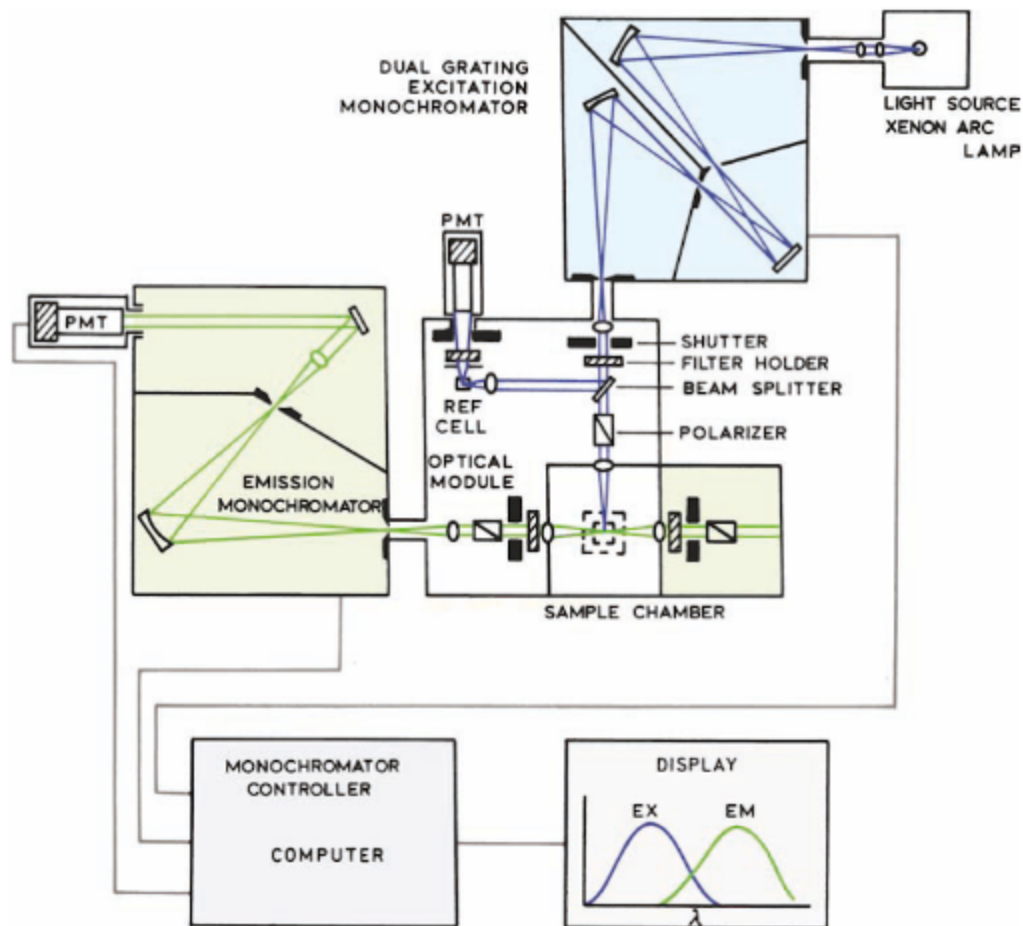 DUAL GRATING
EXCITATION
MONOCHROMATOR
LIGHT SOURCE
XENON ARC
LAMP
PMT
PMT
SHUTTER
FILTER HOLDER
BEAM SPLITTER
REF
CELL
POLARIZER
OPTICAL
MODULE
EMISSION
MONOCHROMATOR
SAMPLE CHAMBER
MONOCHROMATOR
CONTROLLER
COMPUTER
DISPLAY
EX
EM
λ